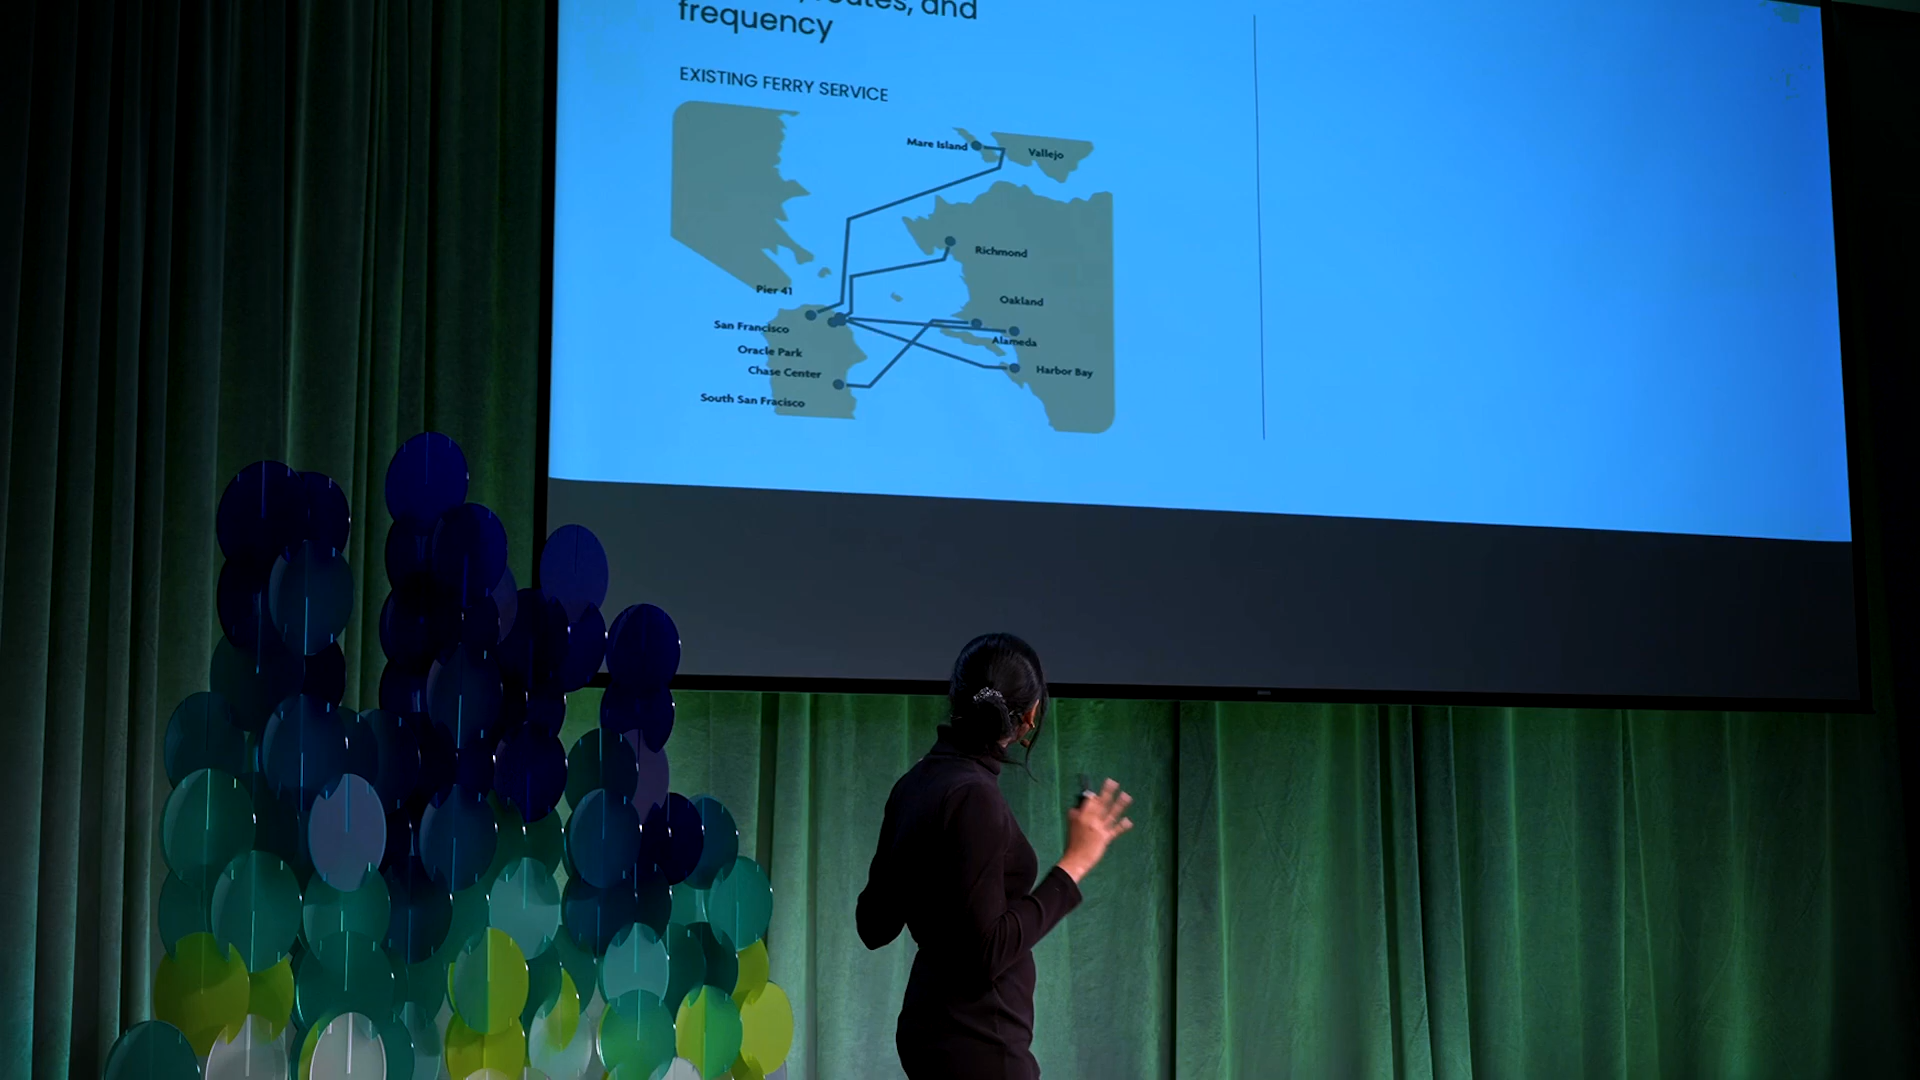 and
frequency
EXISTING FERRY SERVICE
Mare Island
Vallejo
Richmond
Pier 41
Oakland
San Francisco
Alameda
Oracle Park
Chase Center
Harbor Bay
South San Fracisco